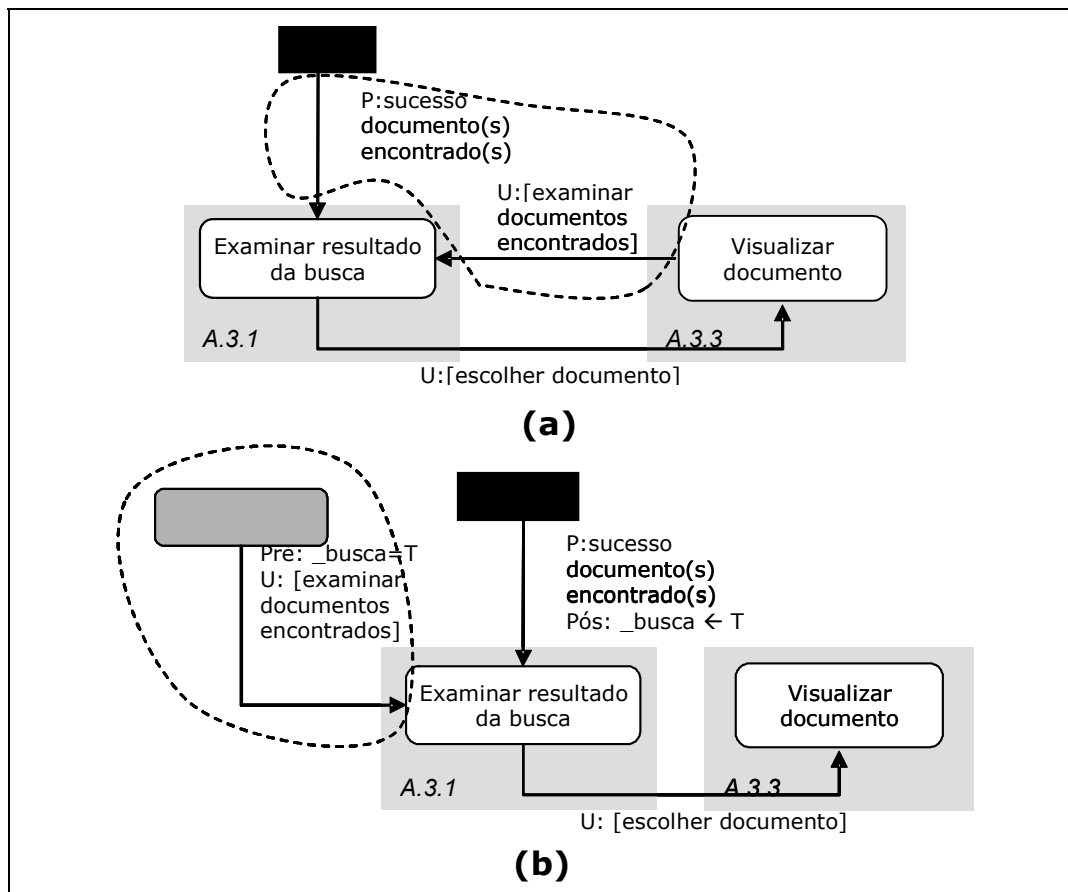 P:sucesso
documento(s)
encontrado(s)
U:[examinar
documentos
encontrados]
Examinar resultado
da busca
Visualizar
documento
A.3.1
A.3.3
U:[escolher documento]
(a)
Pre: _busca=T
U: [examinar
documentos
encontrados]
P:sucesso
documento(s)
encontrado(s)
Pós: _busca ← T
Examinar resultado
da busca
Visualizar
documento
A.3.1
A.3.3
U: [escolher documento]
(b)